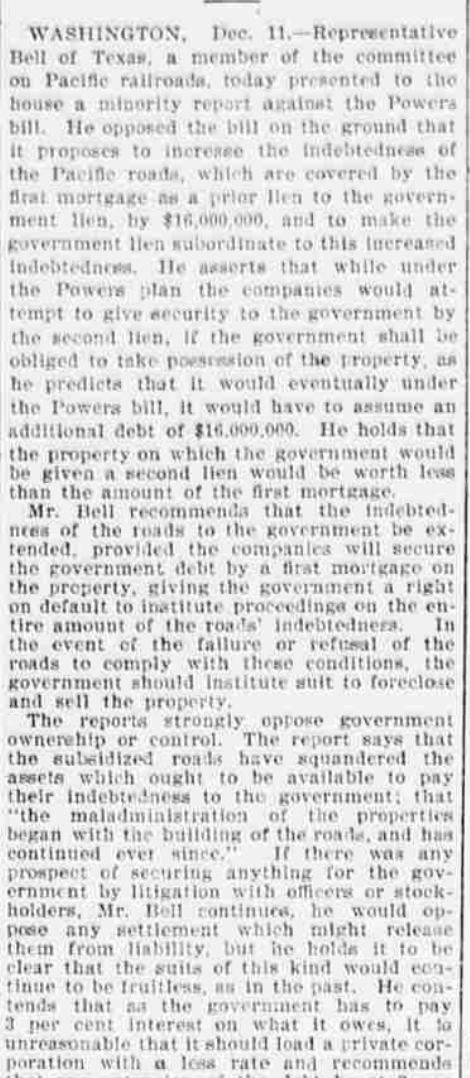 WASHINGTON, Dec. 11.—Representative
Bell of Texas, a member of the committee
on Pacific railroads, today presented to the
house a minority report against the Powers
bill. He opposed the bill on the ground that
it proposes to increase the indebtedness of
the Pacific roads, which are covered by the
first mortgage as a prior lien to the govern-
ment lien, by $16,000,000, and to make the
government lien subordinate to this increased
indebtedness. He asserts that while under
the Powers plan the companies would at-
tempt to give security to the government by
the second lien, if the government shall be
obliged to take possession of the property, as
he predicts that it would eventually under
the Powers bill, it would have to assume an
additional debt of $16,000,000. He holds that
the property on which the government would
be given a second lien would be worth less
than the amount of the first mortgage.
Mr. Bell recommends that the indebted-
ness of the roads to the government be ex-
tended, provided the companies will secure
the government debt by a first mortgage on
the property, giving the government a right
on default to institute proceedings on the en-
tire amount of the roads' indebtedness. In
the event of the failure or refusal of the
roads to comply with these conditions, the
government should institute suit to foreclose
and sell the property.
The reports strongly oppose government
ownership or control. The report says that
the subsidized roads have squandered the
assets which ought to be available to pay
their indebtedness to the government; that
"the maladministration of the properties
began with the building of the roads, and has
continued ever since." If there was any
prospect of securing anything for the gov-
ernment by litigation with officers or stock-
holders, Mr. Bell continues, he would op-
pose any settlement which might release
them from liability, but he holds it to be
clear that the suits of this kind would con-
tinue to be fruitless, as in the past. He con-
tends that as the government has to pay
3 per cent interest on what it owes, it is
unreasonable that it should load a private cor-
poration with a less rate and recommends